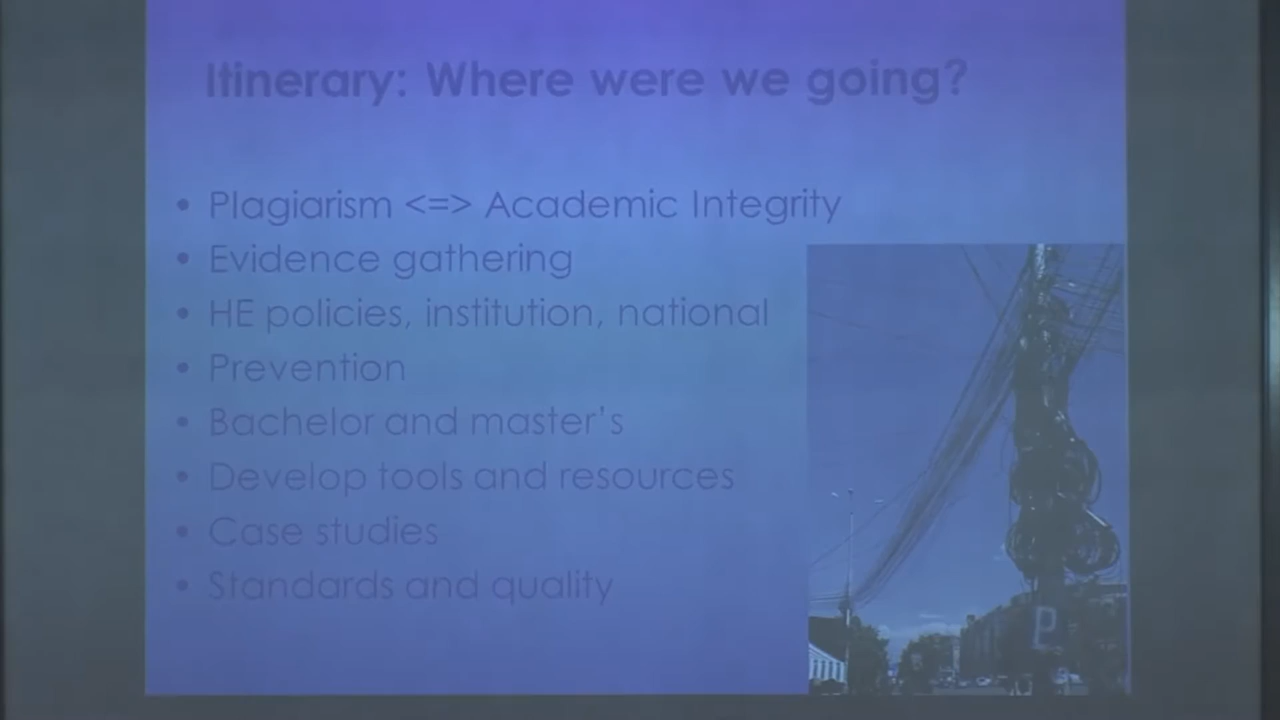 Itinerary: Where were we going?
• Plagiarism <=> Academic Integrity
• Evidence gathering
• HE policies, institution, national
• Prevention
• Bachelor and master's
• Develop tools and resources
• Case studies
• Standards and quality
P